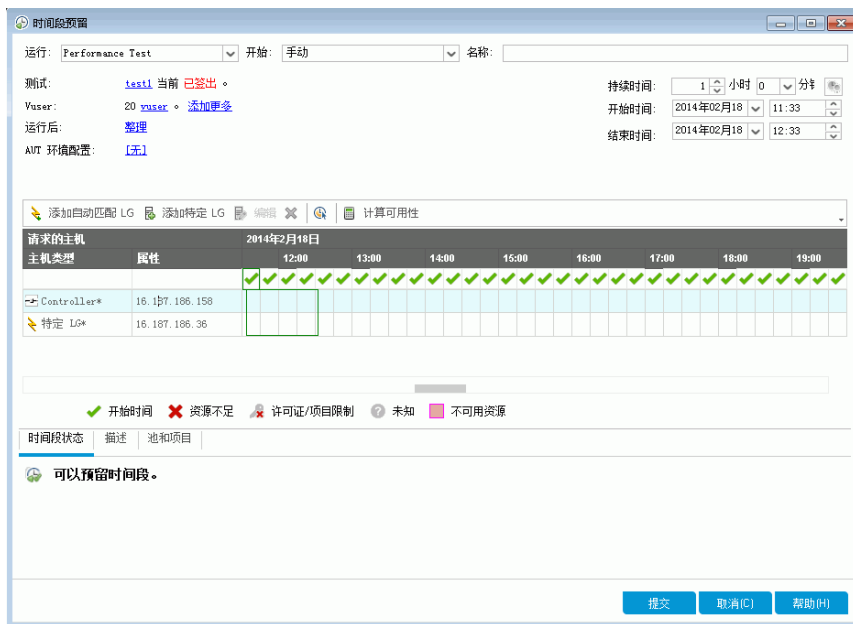 时间段预留
运行: Performance Test 开始: 手动 名称:
测试: test1 当前 已签出 。 持续时间: 1 小时 0 分钟
Vuser: 20 vuser 。 添加更多 开始时间: 2014年02月18 11:33
运行后: 整理 结束时间: 2014年02月18 12:33
AUT 环境配置: [无]
添加自动匹配 LG 添加特定 LG 编辑 计算可用性
请求的主机 2014年2月18日
主机类型 属性 12:00 13:00 14:00 15:00 16:00 17:00 18:00 19:00
Controller* 16.187.186.158
特定 LG* 16.187.186.36
开始时间 资源不足 许可证/项目限制 未知 不可用资源
时间段状态 描述 池和项目
可以预留时间段。
提交 取消(C) 帮助(H)